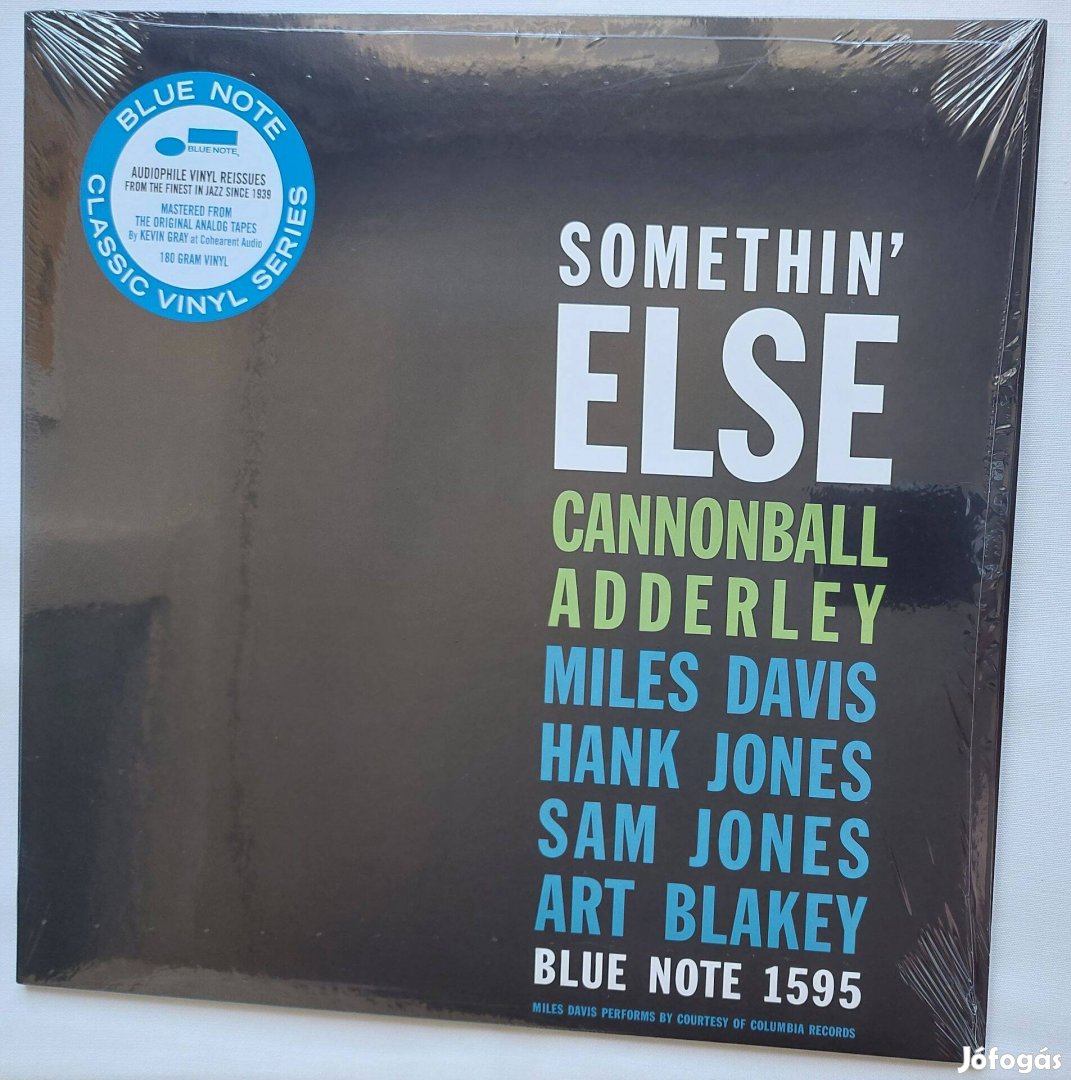 BLUE NOTE
BLUE NOTE
AUDIOPHILE VINYL REISSUES
FROM THE FINEST IN JAZZ SINCE 1939
MASTERED FROM
THE ORIGINAL ANALOG TAPES
By KEVIN GRAY at Cohearent Audio
180 GRAM VINYL
CLASSIC VINYL SERIES
SOMETHIN’
ELSE
CANNONBALL
ADDERLEY
MILES DAVIS
HANK JONES
SAM JONES
ART BLAKEY
BLUE NOTE 1595
MILES DAVIS PERFORMS BY COURTESY OF COLUMBIA RECORDS
Jófogás